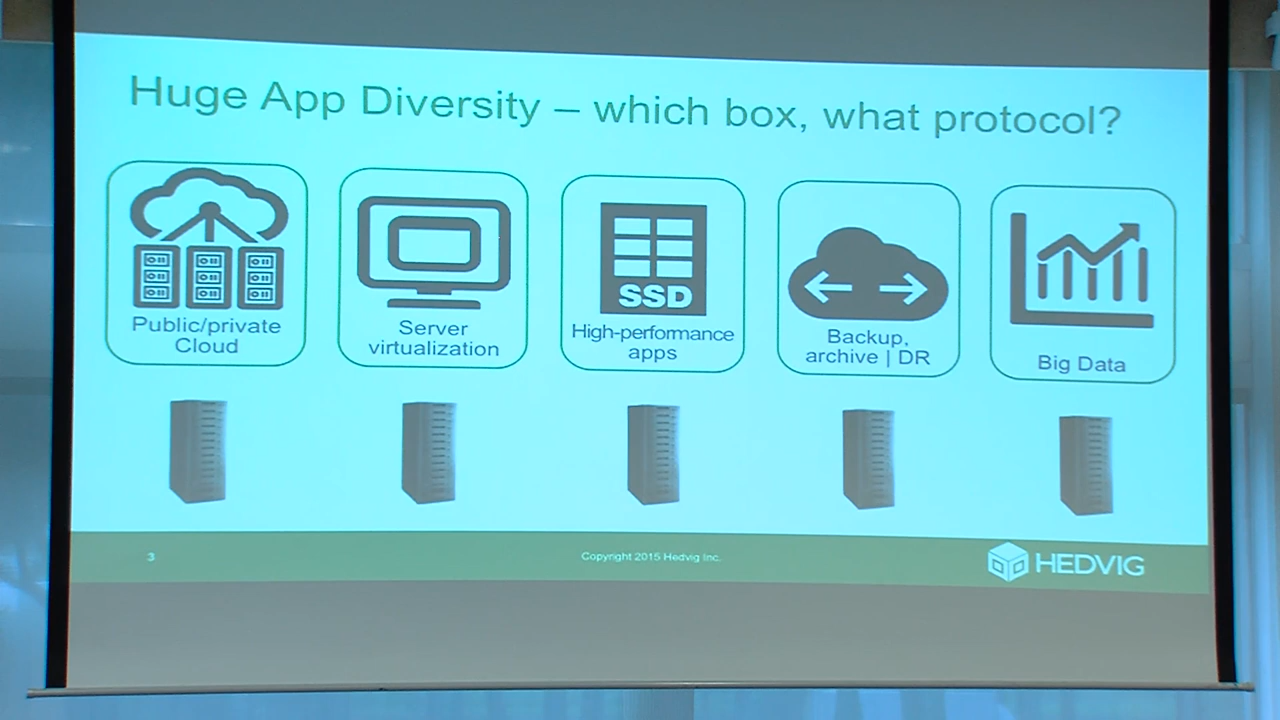 Huge App Diversity – which box, what protocol?
Public/private
Cloud
Server
virtualization
SSD
High-performance
apps
Backup,
archive | DR
Big Data
3
Copyright 2015 Hedvig Inc.
HEDVIG